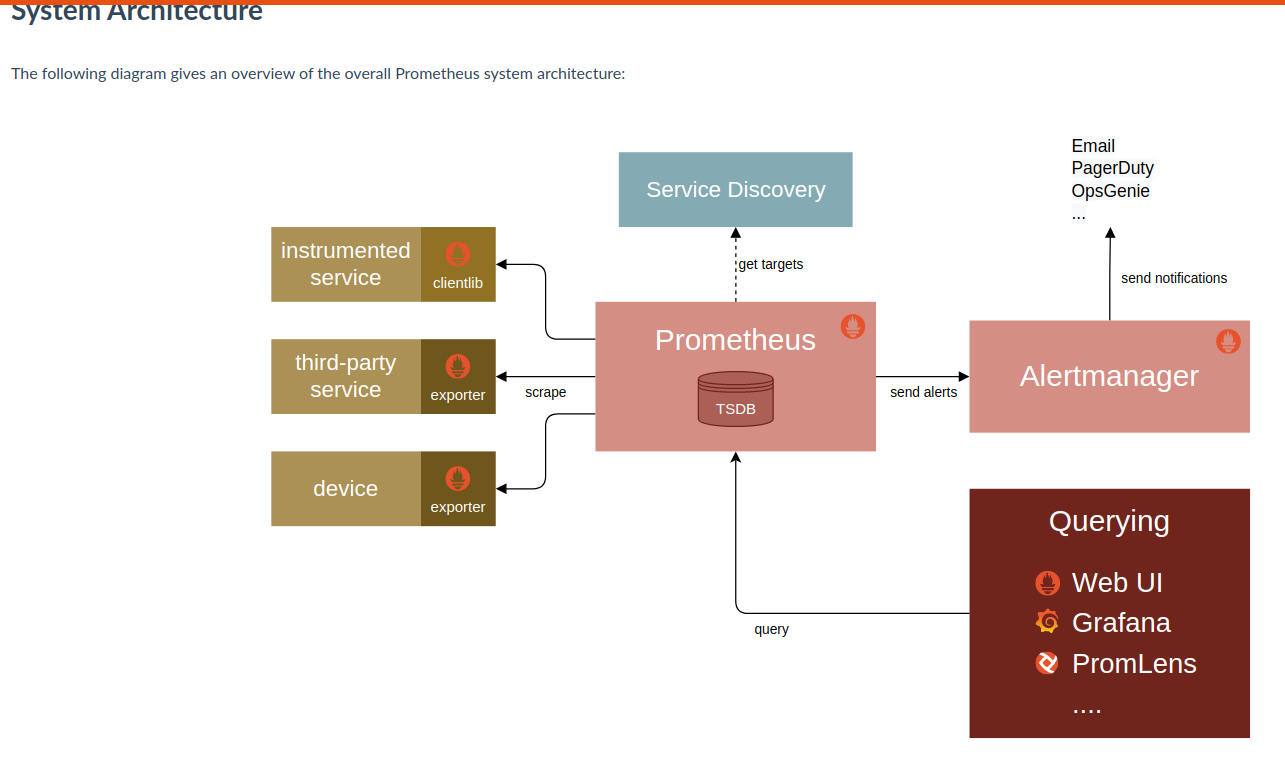 System Architecture
The following diagram gives an overview of the overall Prometheus system architecture:
Email
PagerDuty
OpsGenie
...
Service Discovery
get targets
send notifications
instrumented
service
clientlib
third-party
service
exporter
scrape
device
exporter
Prometheus
TSDB
send alerts
Alertmanager
query
Querying
Web UI
Grafana
PromLens
....